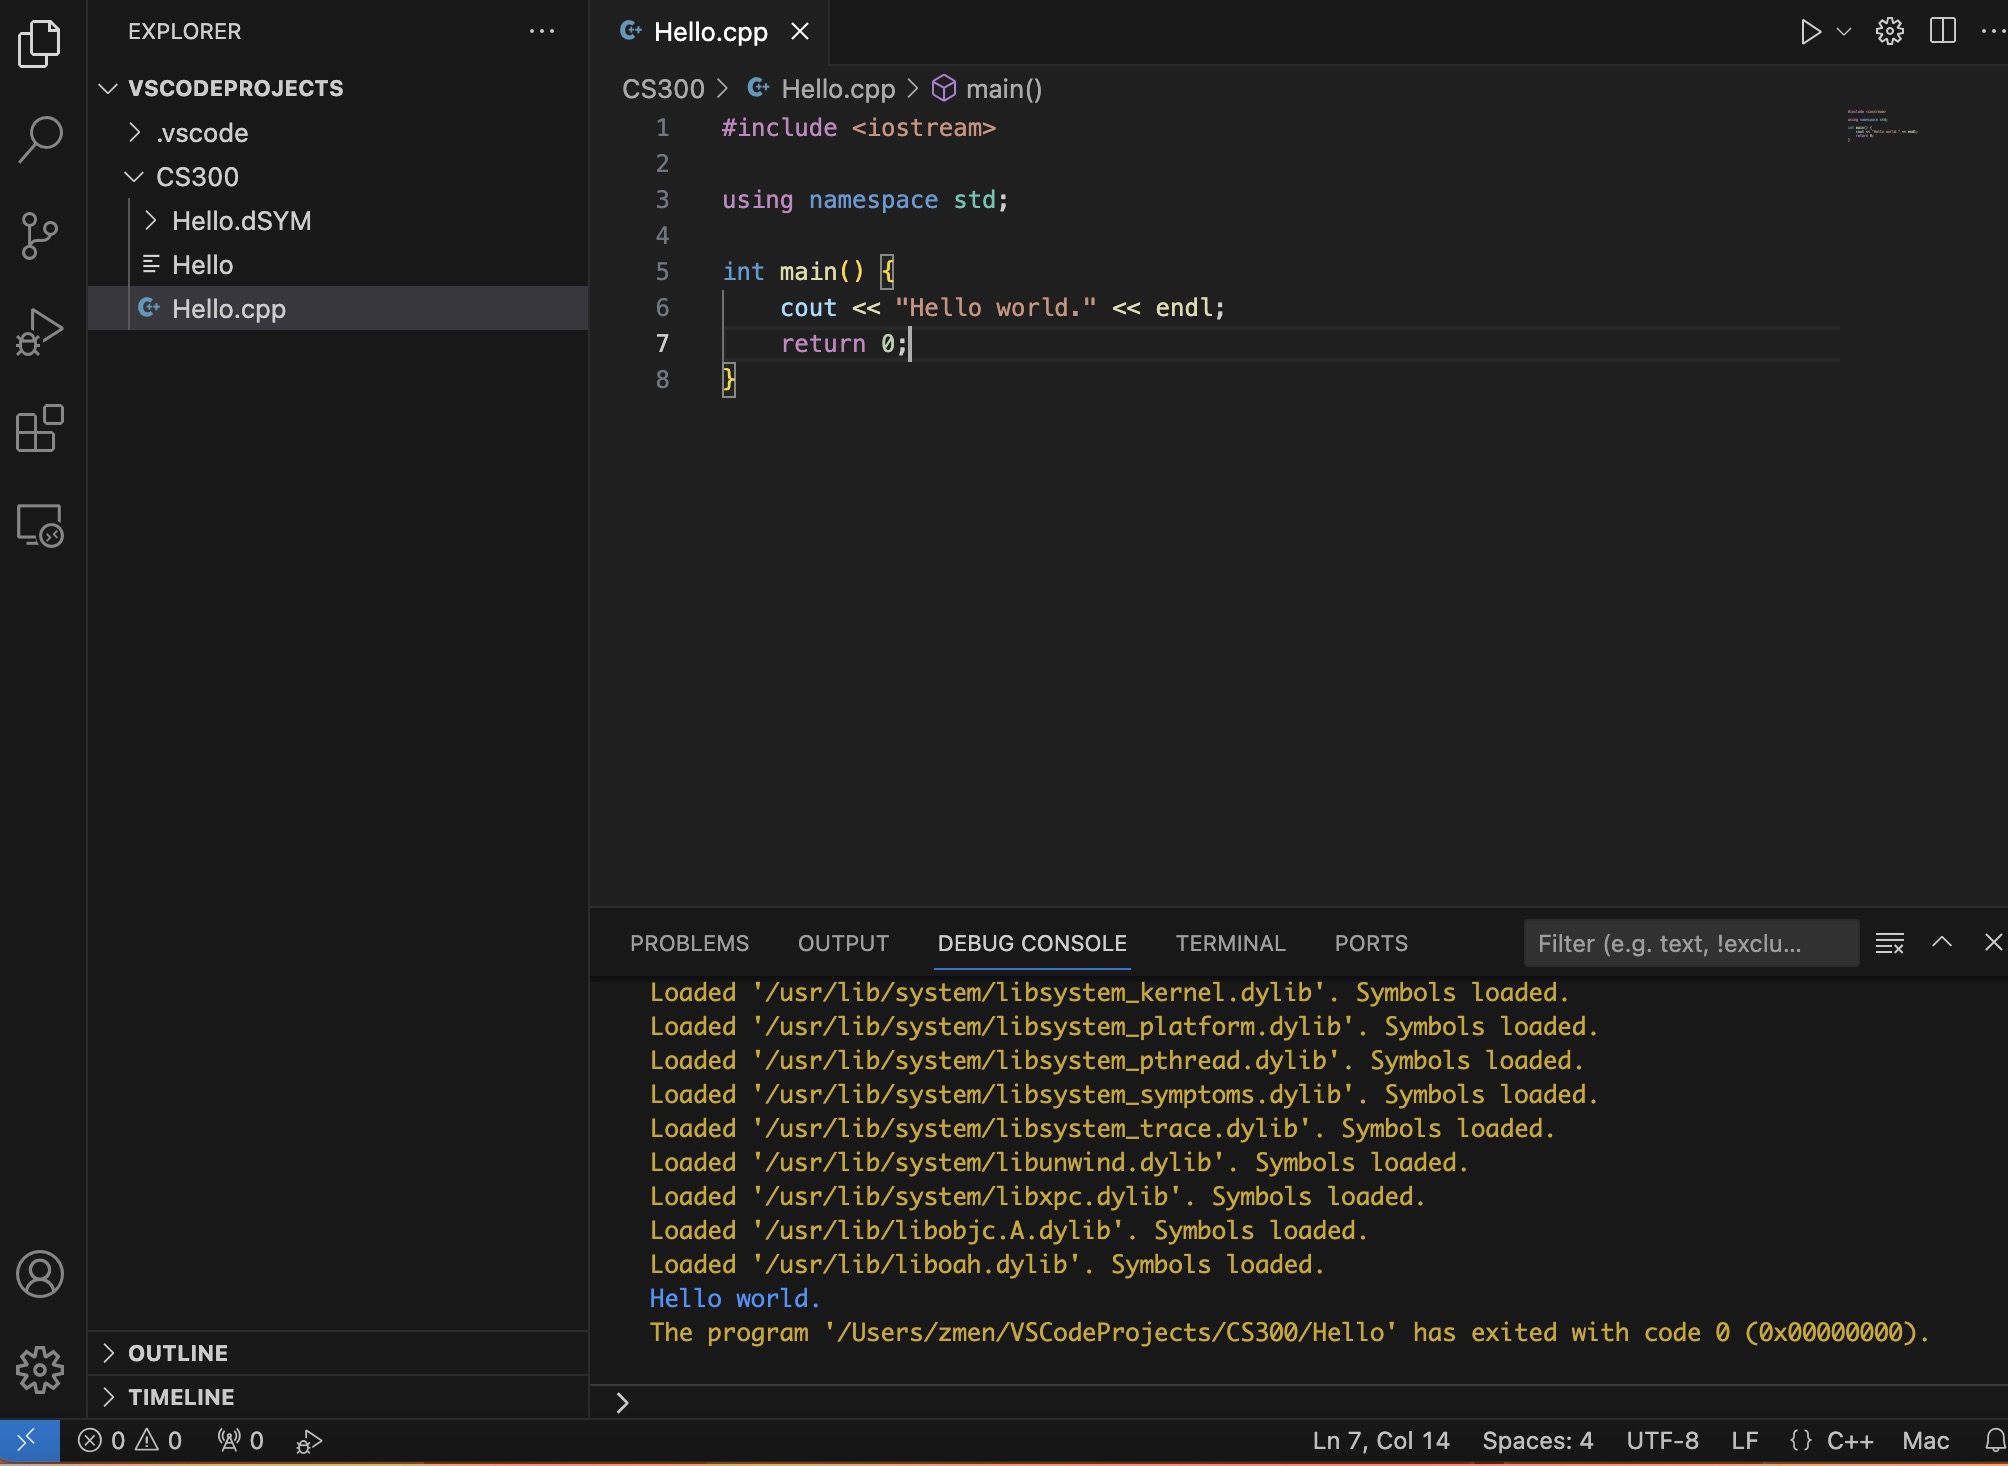 EXPLORER
VSCODEPROJECTS
.vscode
CS300
Hello.dSYM
Hello
Hello.cpp
OUTLINE
TIMELINE
Hello.cpp
CS300 > Hello.cpp > main()
1 #include <iostream>
2
3 using namespace std;
4
5 int main() {
6     cout << "Hello world." << endl;
7     return 0;
8 }
PROBLEMS OUTPUT DEBUG CONSOLE TERMINAL PORTS Filter (e.g. text, !exclu...
Loaded '/usr/lib/system/libsystem_kernel.dylib'. Symbols loaded.
Loaded '/usr/lib/system/libsystem_platform.dylib'. Symbols loaded.
Loaded '/usr/lib/system/libsystem_pthread.dylib'. Symbols loaded.
Loaded '/usr/lib/system/libsystem_symptoms.dylib'. Symbols loaded.
Loaded '/usr/lib/system/libsystem_trace.dylib'. Symbols loaded.
Loaded '/usr/lib/system/libunwind.dylib'. Symbols loaded.
Loaded '/usr/lib/system/libxpc.dylib'. Symbols loaded.
Loaded '/usr/lib/libobjc.A.dylib'. Symbols loaded.
Loaded '/usr/lib/liboah.dylib'. Symbols loaded.
Hello world.
The program '/Users/zmen/VSCodeProjects/CS300/Hello' has exited with code 0 (0x00000000).
>
0 0 0 Ln 7, Col 14 Spaces: 4 UTF-8 LF {} C++ Mac